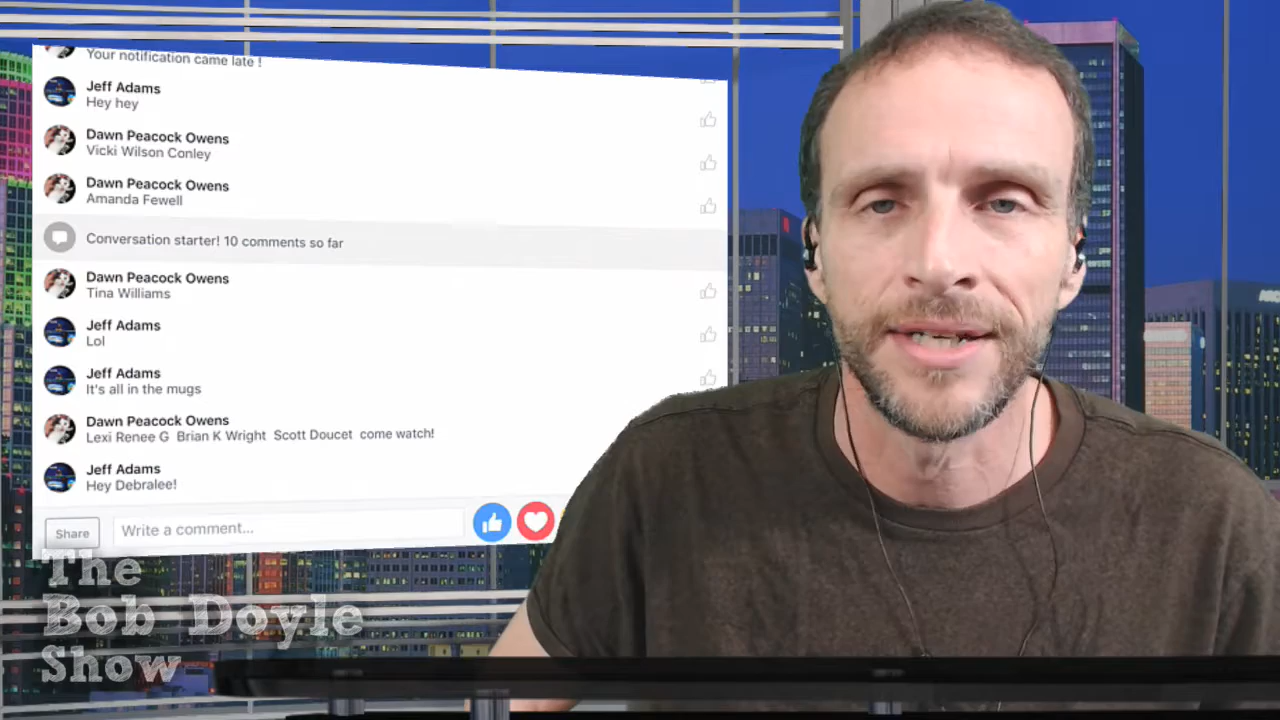 Your notification came late !
Jeff Adams
Hey hey
Dawn Peacock Owens
Vicki Wilson Conley
Dawn Peacock Owens
Amanda Fewell
Conversation starter! 10 comments so far
Dawn Peacock Owens
Tina Williams
Jeff Adams
Lol
Jeff Adams
It's all in the mugs
Dawn Peacock Owens
Lexi Renee G Brian K Wright Scott Doucet come watch!
Jeff Adams
Hey Debralee!
Share
Write a comment...
The
Bob Doyle
Show